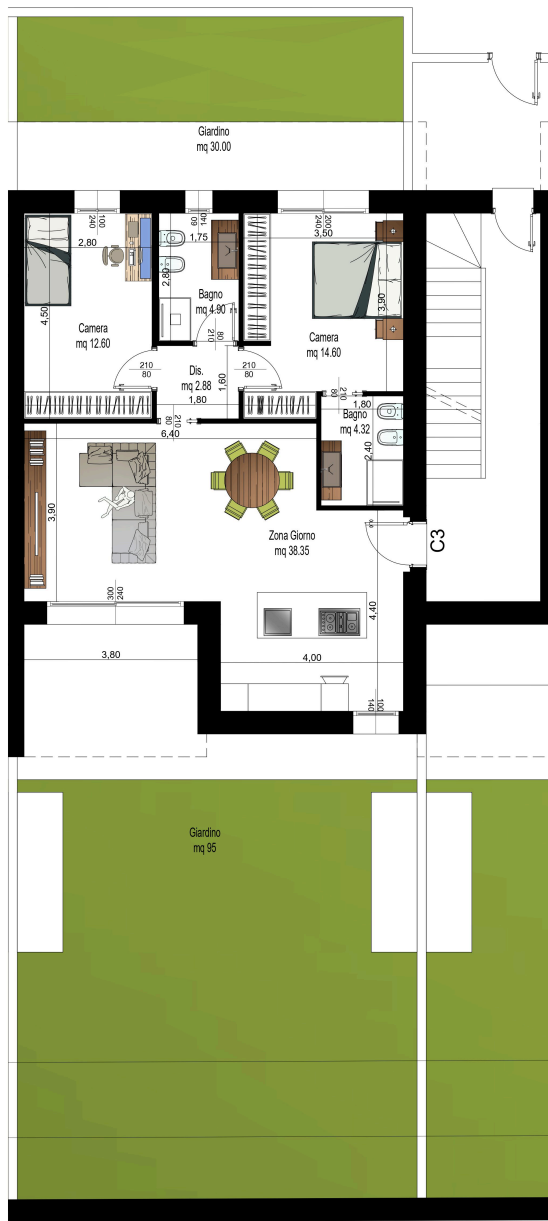 Giardino
mq 30.00
100
240
60
140
200
240
2,80
1,75
3,50
2,80
4,50
3,90
Bagno
mq 4.90
Camera
mq 12.60
Camera
mq 14.60
210
80
Dis.
mq 2.88
1,60
1,80
210
80
210
80
210
80
210
80
1,80
Bagno
mq 4.32
2,40
6,40
3,90
Zona Giorno
mq 38.35
C3
300
240
4,40
3,80
4,00
140
100
Giardino
mq 95